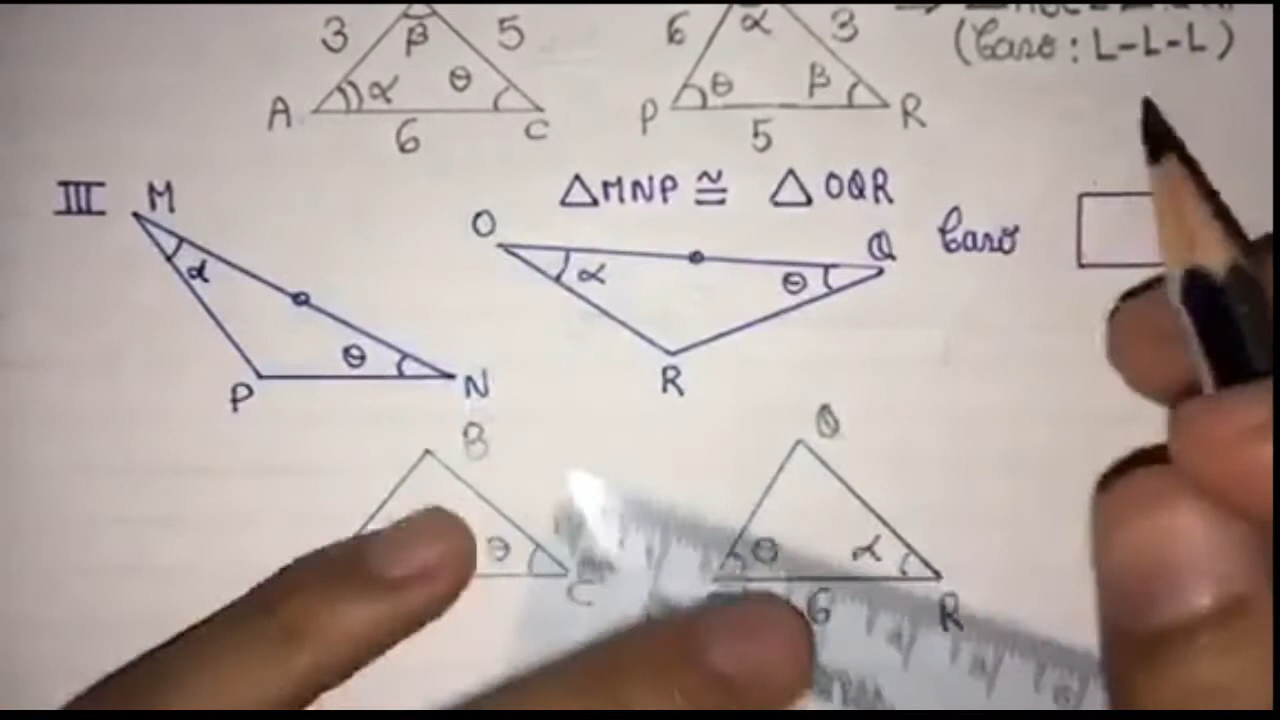 3 β 5
A α θ C
6
6 α 3
P θ β R
5
(Caso: L-L-L)
III
M α
P θ N
△MNP ≅ △OQR
O α θ Q
R
Caso
B
θ C
Q
θ α
6 R